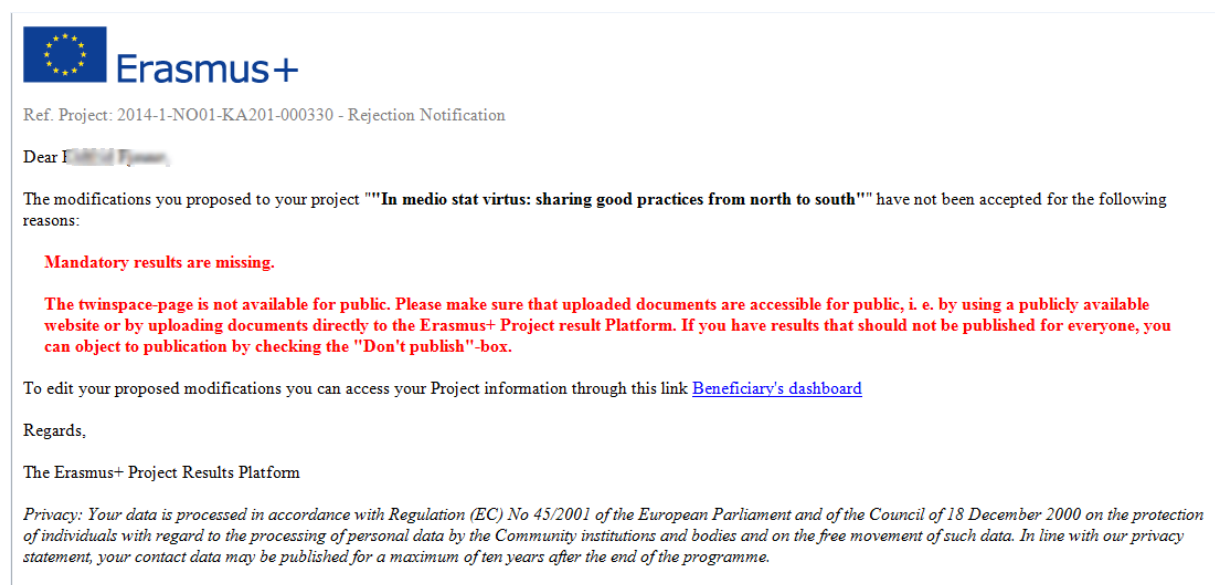 Erasmus+
Ref. Project: 2014-1-NO01-KA201-000330 - Rejection Notification
Dear
The modifications you proposed to your project ""In medio stat virtus: sharing good practices from north to south"" have not been accepted for the following
reasons:
Mandatory results are missing.
The twinspace-page is not available for public. Please make sure that uploaded documents are accessible for public, i. e. by using a publicly available
website or by uploading documents directly to the Erasmus+ Project result Platform. If you have results that should not be published for everyone, you
can object to publication by checking the "Don't publish"-box.
To edit your proposed modifications you can access your Project information through this link Beneficiary's dashboard
Regards,
The Erasmus+ Project Results Platform
Privacy: Your data is processed in accordance with Regulation (EC) No 45/2001 of the European Parliament and of the Council of 18 December 2000 on the protection
of individuals with regard to the processing of personal data by the Community institutions and bodies and on the free movement of such data. In line with our privacy
statement, your contact data may be published for a maximum of ten years after the end of the programme.